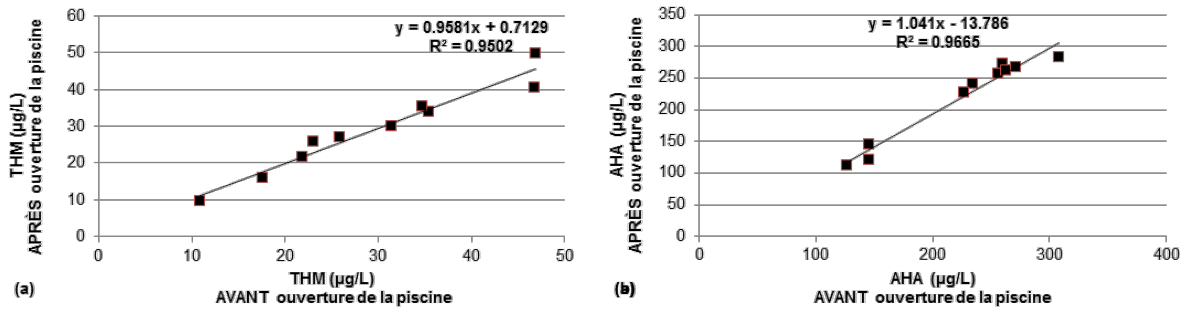 (a)
y = 0.9581x + 0.7129
R² = 0.9502
THM (µg/L)
APRÈS ouverture de la piscine
60
50
40
30
20
10
0
0 10 20 30 40 50
THM (µg/L)
AVANT ouverture de la piscine
(a)
y = 1.041x - 13.786
R² = 0.9665
AHA (µg/L)
APRÈS ouverture de la piscine
350
300
250
200
150
100
50
0
0 100 200 300 400
AHA (µg/L)
AVANT ouverture de la piscine
(b)